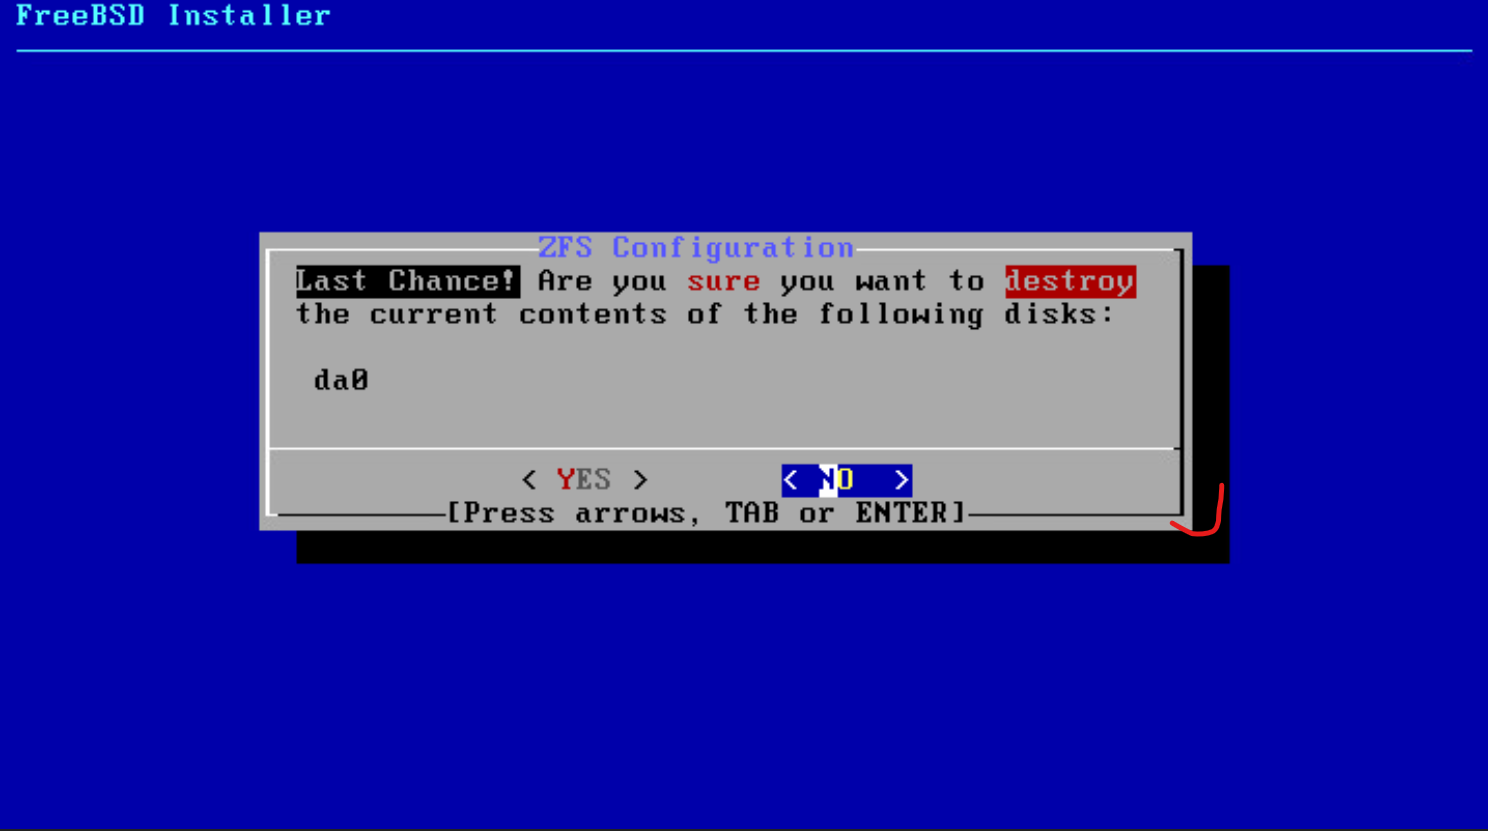 FreeBSD Installer
ZFS Configuration
Last Chance! Are you sure you want to destroy
the current contents of the following disks:
da0
< YES > < NO >
[Press arrows, TAB or ENTER]